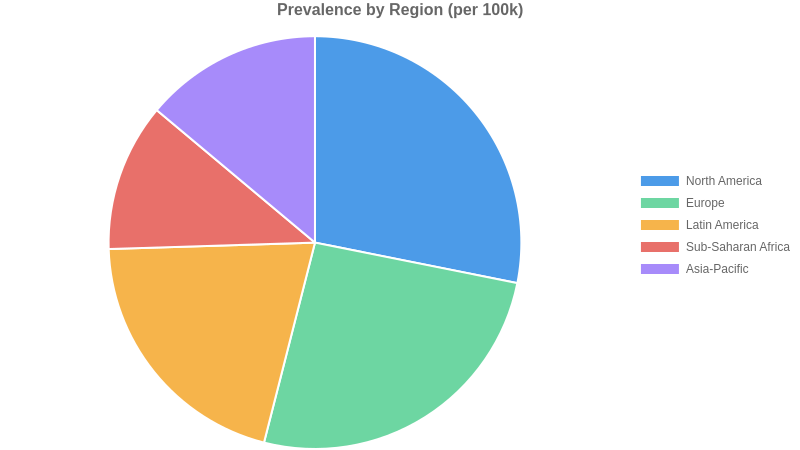 Prevalence by Region (per 100k)
North America
Europe
Latin America
Sub-Saharan Africa
Asia-Pacific